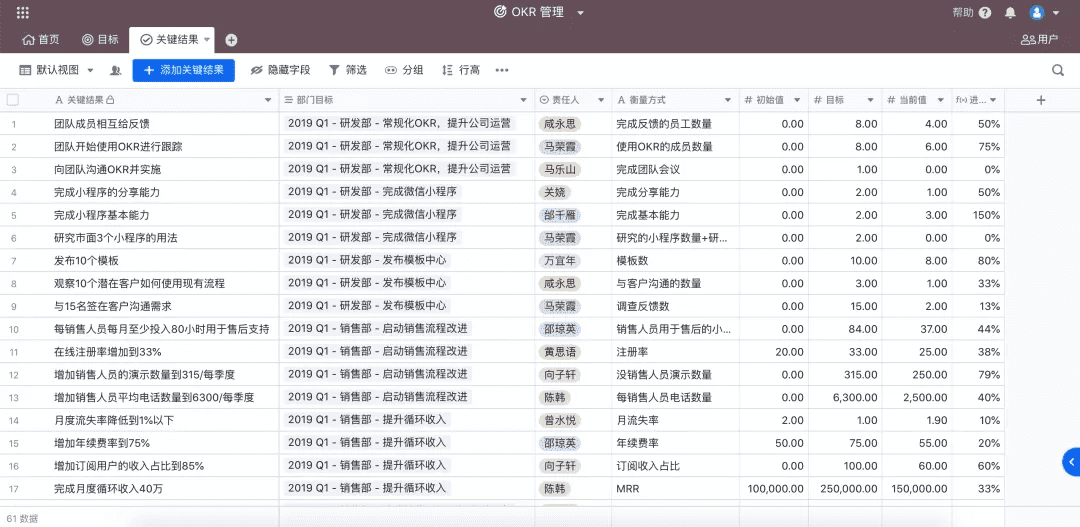 OKR 管理
帮助
首页 目标 关键结果 用户
默认视图 添加关键结果 隐藏字段 筛选 分组 行高
A 关键结果 部门目标 责任人 A 衡量方式 # 初始值 # 目标 # 当前值 f(x) 进...
1 团队成员相互给反馈 2019 Q1 - 研发部 - 常规化OKR，提升公司运营 咸永思 完成反馈的员工数量 0.00 8.00 4.00 50%
2 团队开始使用OKR进行跟踪 2019 Q1 - 研发部 - 常规化OKR，提升公司运营 马荣霞 使用OKR的成员数量 0.00 8.00 6.00 75%
3 向团队沟通OKR并实施 2019 Q1 - 研发部 - 常规化OKR，提升公司运营 马乐山 完成团队会议 0.00 1.00 0.00 0%
4 完成小程序的分享能力 2019 Q1 - 研发部 - 完成微信小程序 关娆 完成分享能力 0.00 2.00 1.00 50%
5 完成小程序基本能力 2019 Q1 - 研发部 - 完成微信小程序 千雁 完成基本能力 0.00 2.00 3.00 150%
6 研究市面3个小程序的用法 2019 Q1 - 研发部 - 完成微信小程序 马荣霞 研究的小程序数量+研... 0.00 2.00 0.00 0%
7 发布10个模板 2019 Q1 - 研发部 - 发布模板中心 万宜年 模板数 0.00 10.00 8.00 80%
8 观察10个潜在客户如何使用现有流程 2019 Q1 - 研发部 - 发布模板中心 咸永思 与客户沟通的数量 0.00 3.00 1.00 33%
9 与15名签在客户沟通需求 2019 Q1 - 研发部 - 发布模板中心 马荣霞 调查反馈数 0.00 15.00 2.00 13%
10 每销售人员每月至少投入80小时用于售后支持 2019 Q1 - 销售部 - 启动销售流程改进 邵琼英 销售人员用于售后的小... 0.00 84.00 37.00 44%
11 在线注册率增加到33% 2019 Q1 - 销售部 - 启动销售流程改进 黄思语 注册率 20.00 33.00 25.00 38%
12 增加销售人员的演示数量到315/每季度 2019 Q1 - 销售部 - 启动销售流程改进 向子轩 没销售人员演示数量 0.00 315.00 250.00 79%
13 增加销售人员平均电话数量到6300/每季度 2019 Q1 - 销售部 - 启动销售流程改进 陈韩 每销售人员电话数量 0.00 6,300.00 2,500.00 40%
14 月度流失率降低到1%以下 2019 Q1 - 销售部 - 提升循环收入 曾水悦 月流失率 2.00 1.00 1.90 10%
15 增加年续费率到75% 2019 Q1 - 销售部 - 提升循环收入 邵琼英 年续费率 50.00 75.00 55.00 20%
16 增加订阅用户的收入占比到85% 2019 Q1 - 销售部 - 提升循环收入 向子轩 订阅收入占比 0.00 100.00 60.00 60%
17 完成月度循环收入40万 2019 Q1 - 销售部 - 提升循环收入 陈韩 MRR 100,000.00 250,000.00 150,000.00 33%
61 数据